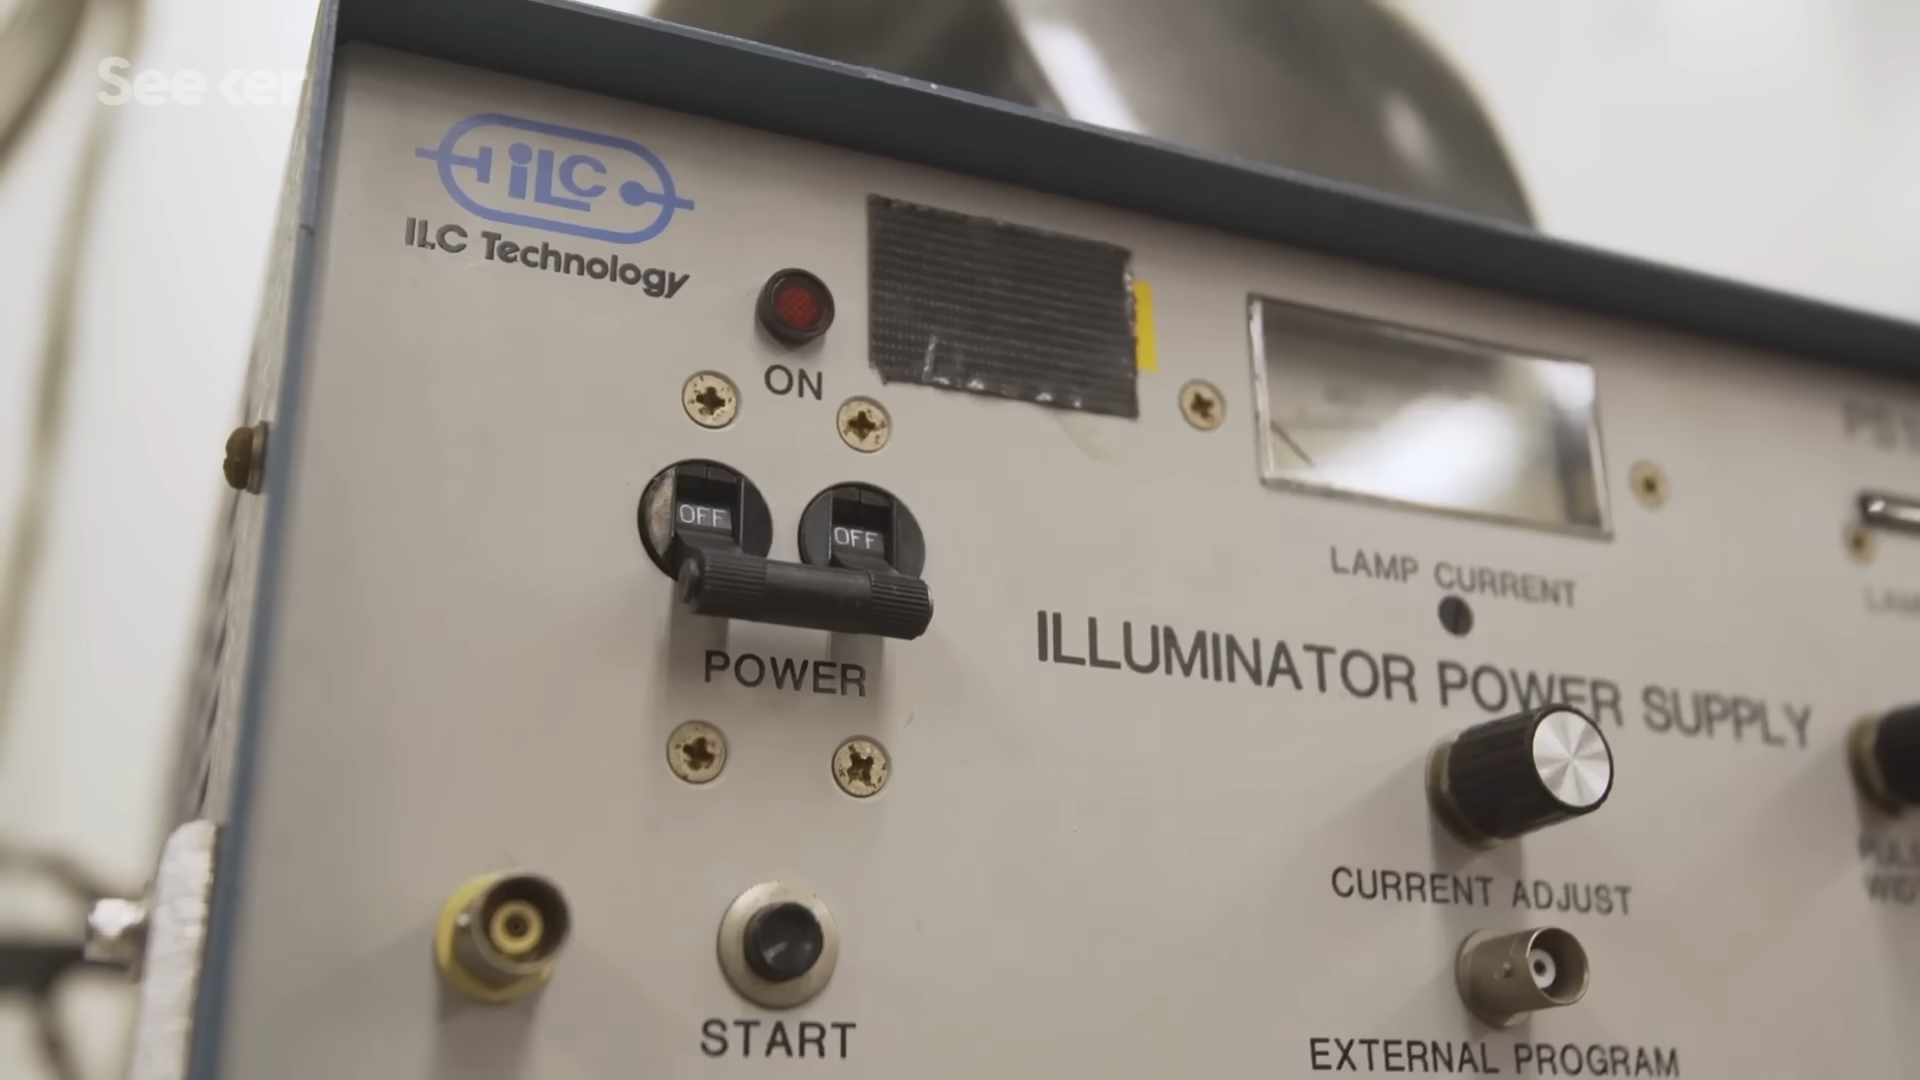 Seeker
iLC
ILC Technology
ON
OFF
OFF
POWER
LAMP CURRENT
ILLUMINATOR POWER SUPPLY
CURRENT ADJUST
START
EXTERNAL PROGRAM